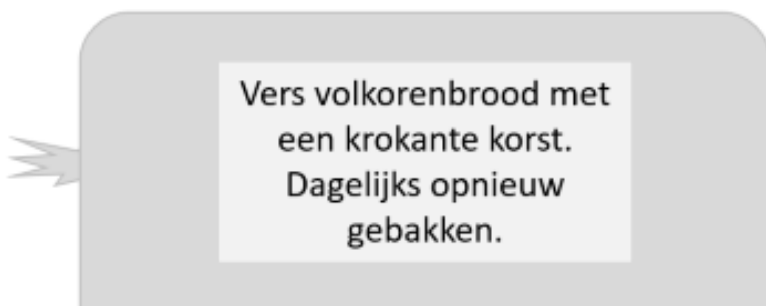 Vers volkorenbrood met
een krokante korst.
Dagelijks opnieuw
gebakken.